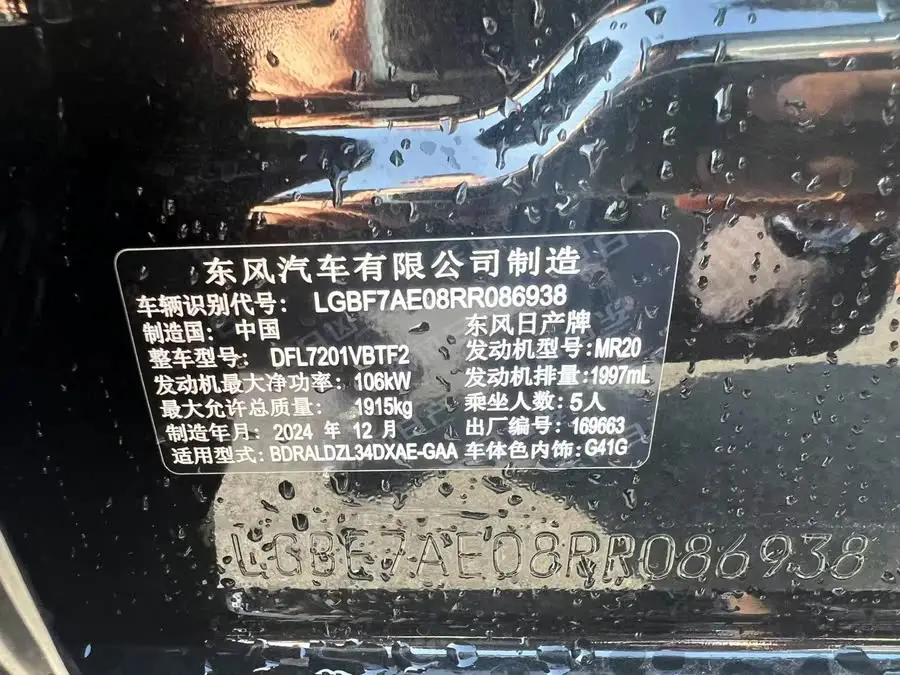 东风汽车有限公司制造
车辆识别代号: LGBF7AE08RR086938
制造国: 中国 东风日产牌
整车型号: DFL7201VBTF2 发动机型号:MR20
发动机最大净功率: 106kW 发动机排量:1997mL
最大允许总质量: 1915kg 乘坐人数:5人
制造年月: 2024 年 12 月 出厂编号: 169663
适用型式:BDRALDZL34DXAE-GAA 车体色内饰:G41G
LGBF7AE08RR086938